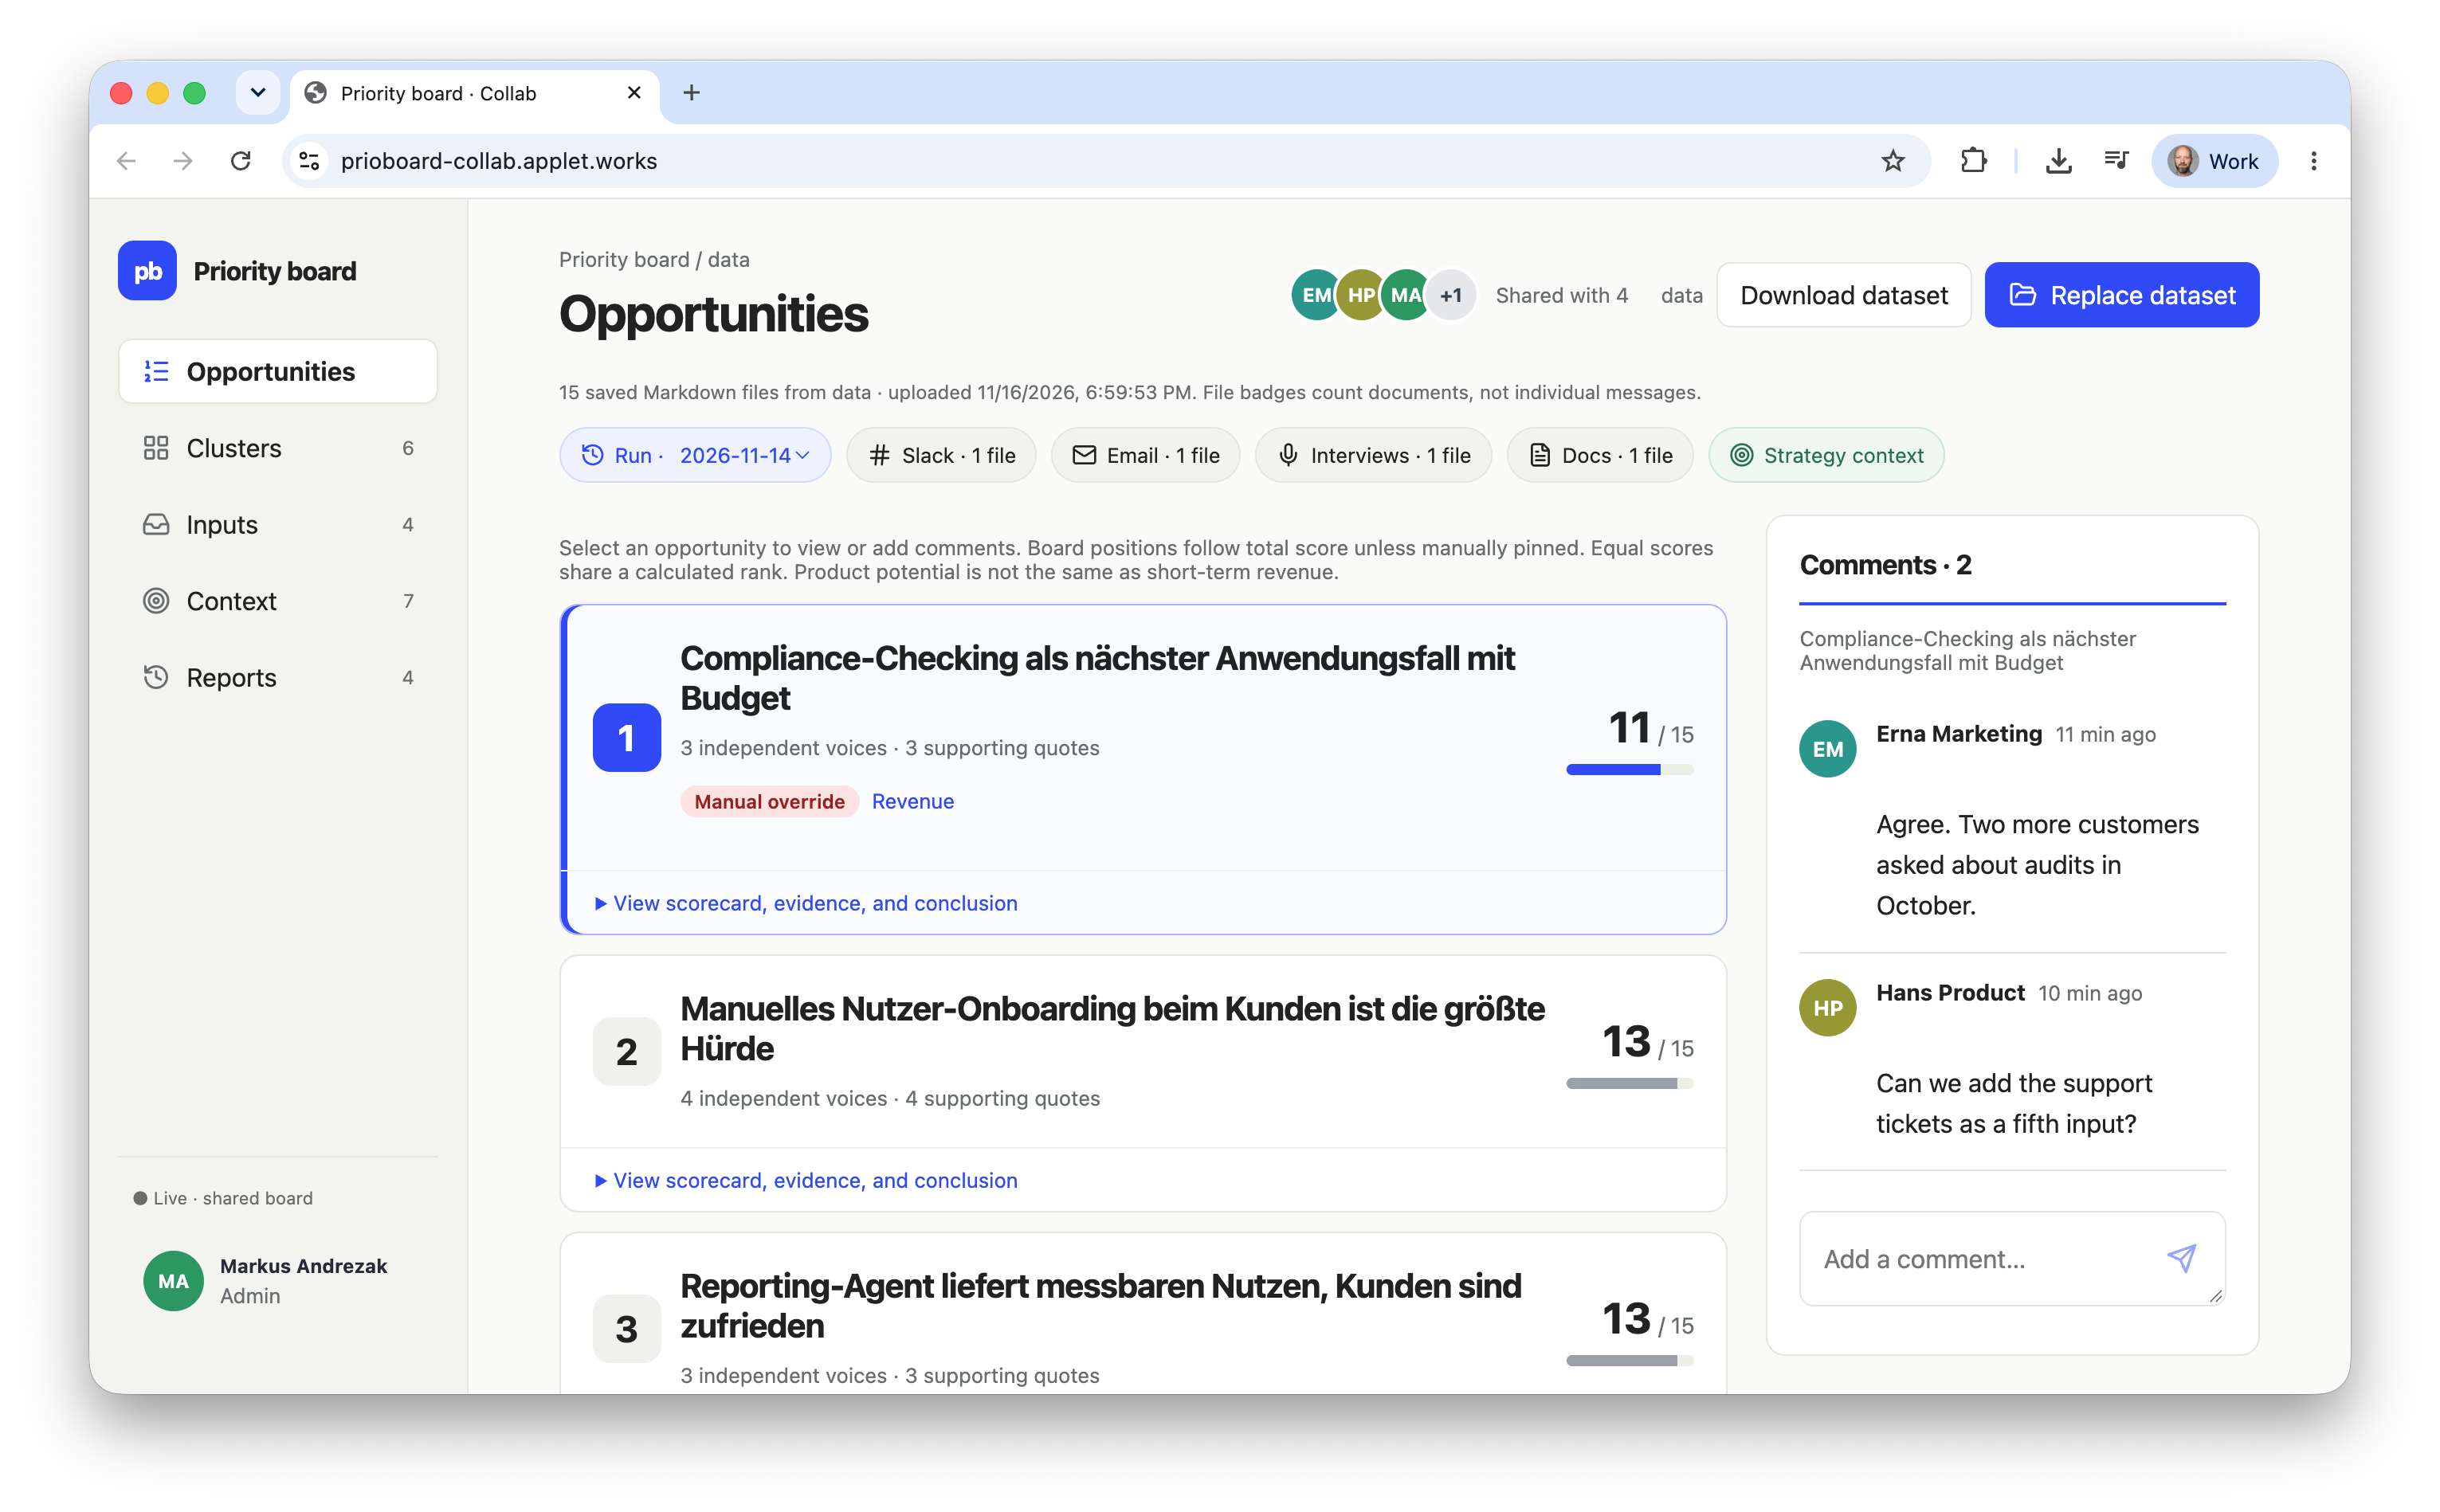 Priority board · Collab
prioboard-collab.applet.works
Work
pb
Priority board
Opportunities
Clusters 6
Inputs 4
Context 7
Reports 4
Live · shared board
MA
Markus Andrezak
Admin
Priority board / data
Opportunities
EM HP MA +1 Shared with 4 data Download dataset Replace dataset
15 saved Markdown files from data · uploaded 11/16/2026, 6:59:53 PM. File badges count documents, not individual messages.
Run · 2026-11-14 Slack · 1 file Email · 1 file Interviews · 1 file Docs · 1 file Strategy context
Select an opportunity to view or add comments. Board positions follow total score unless manually pinned. Equal scores
share a calculated rank. Product potential is not the same as short-term revenue.
1
Compliance-Checking als nächster Anwendungsfall mit
Budget
3 independent voices · 3 supporting quotes
Manual override Revenue
11 / 15
View scorecard, evidence, and conclusion
2
Manuelles Nutzer-Onboarding beim Kunden ist die größte
Hürde
4 independent voices · 4 supporting quotes
13 / 15
View scorecard, evidence, and conclusion
3
Reporting-Agent liefert messbaren Nutzen, Kunden sind
zufrieden
3 independent voices · 3 supporting quotes
13 / 15
Comments · 2
Compliance-Checking als nächster
Anwendungsfall mit Budget
EM
Erna Marketing 11 min ago
Agree. Two more customers
asked about audits in
October.
HP
Hans Product 10 min ago
Can we add the support
tickets as a fifth input?
Add a comment...